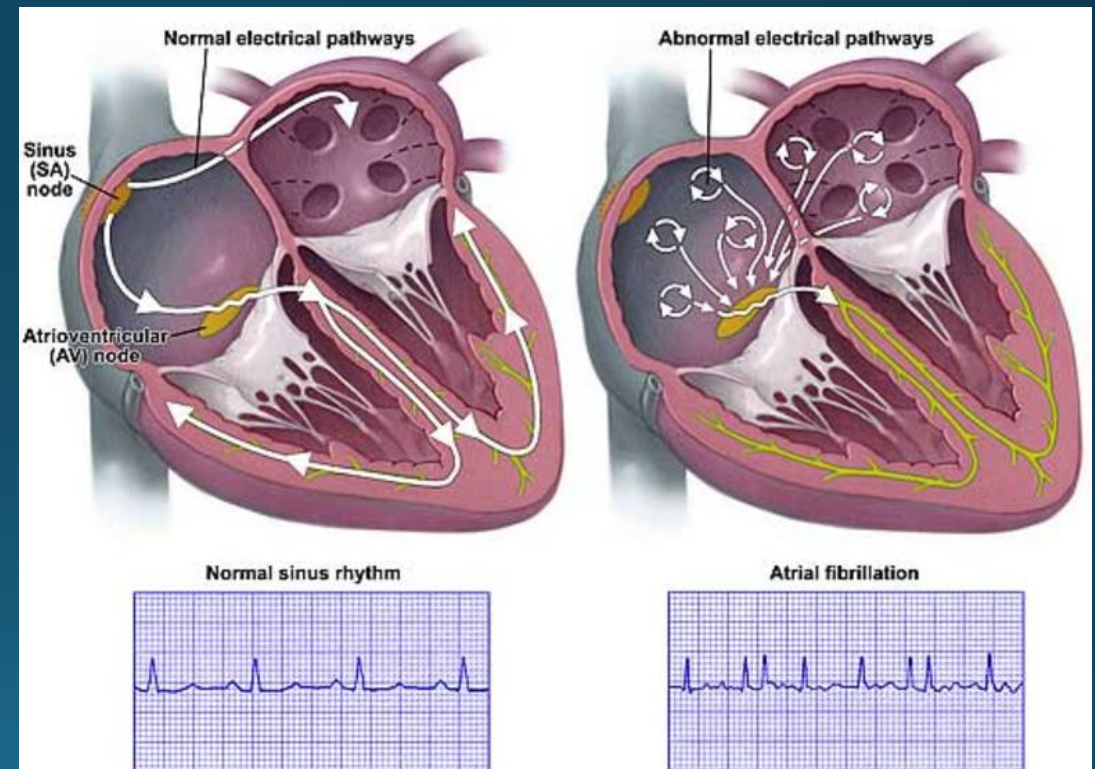 Normal electrical pathways
Abnormal electrical pathways
Sinus
(SA)
node
Atrioventricular
(AV) node
Normal sinus rhythm
Atrial fibrillation